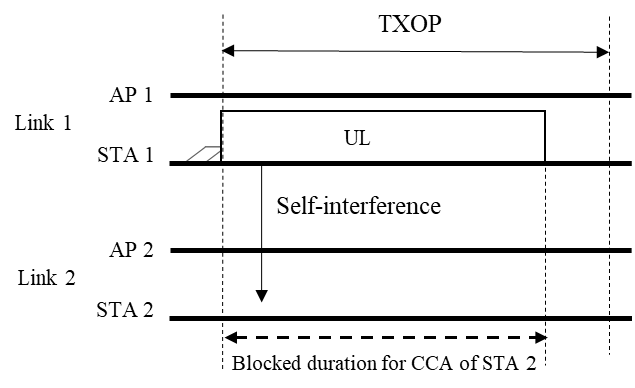 TXOP
AP 1
Link 1
UL
STA 1
Self-interference
AP 2
Link 2
STA 2
Blocked duration for CCA of STA 2